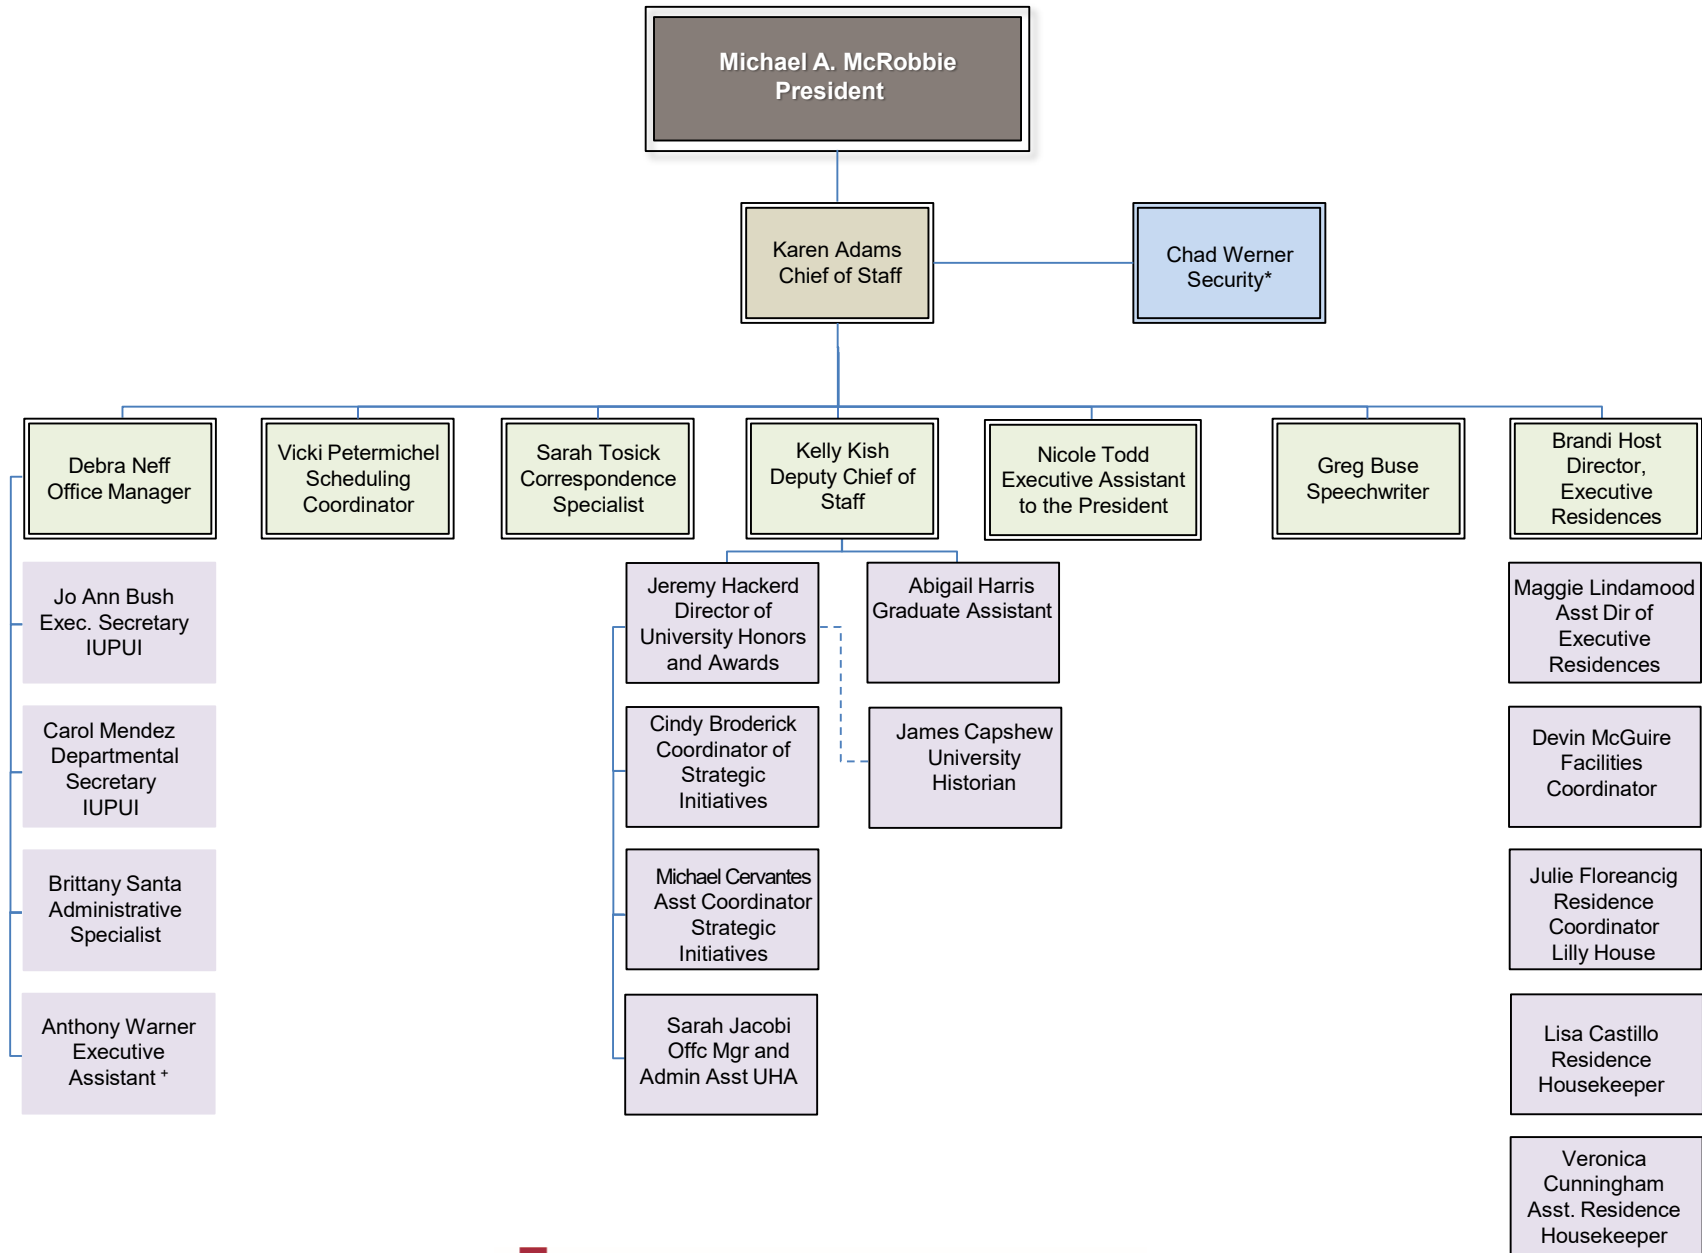 Michael A. McRobbie
President
Karen Adams
Chief of Staff
Chad Werner
Security*
Debra Neff
Office Manager
Vicki Petermichel
Scheduling
Coordinator
Sarah Tosick
Correspondence
Specialist
Kelly Kish
Deputy Chief of
Staff
Nicole Todd
Executive Assistant
to the President
Greg Buse
Speechwriter
Brandi Host
Director,
Executive
Residences
Jo Ann Bush
Exec. Secretary
IUPUI
Carol Mendez
Departmental
Secretary
IUPUI
Brittany Santa
Administrative
Specialist
Anthony Warner
Executive
Assistant +
Jeremy Hackerd
Director of
University Honors
and Awards
Abigail Harris
Graduate Assistant
Cindy Broderick
Coordinator of
Strategic
Initiatives
James Capshew
University
Historian
Michael Cervantes
Asst Coordinator
Strategic
Initiatives
Sarah Jacobi
Offc Mgr and
Admin Asst UHA
Maggie Lindamood
Asst Dir of
Executive
Residences
Devin McGuire
Facilities
Coordinator
Julie Floreancig
Residence
Coordinator
Lilly House
Lisa Castillo
Residence
Housekeeper
Veronica
Cunningham
Asst. Residence
Housekeeper